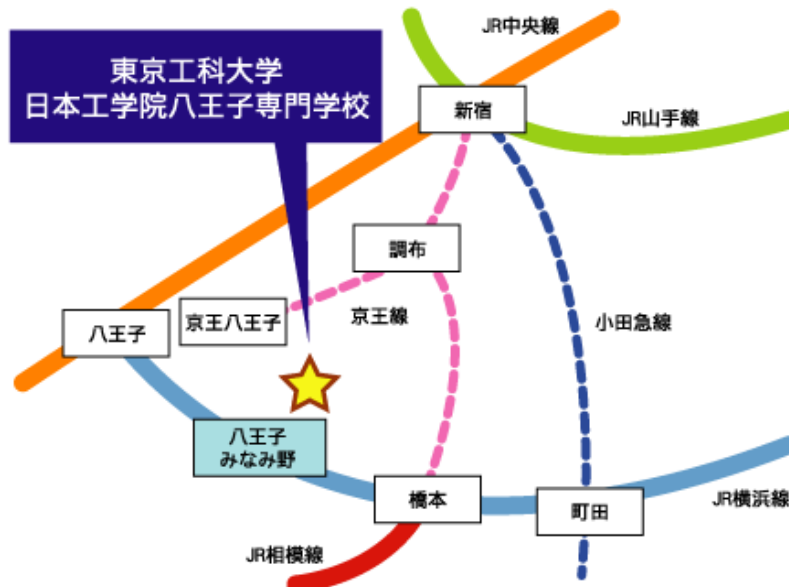 JR中央線
東京工科大学
日本工学院八王子専門学校
新宿
JR山手線
調布
京王八王子
京王線
小田急線
八王子
八王子
みなみ野
橋本
町田
JR横浜線
JR相模線